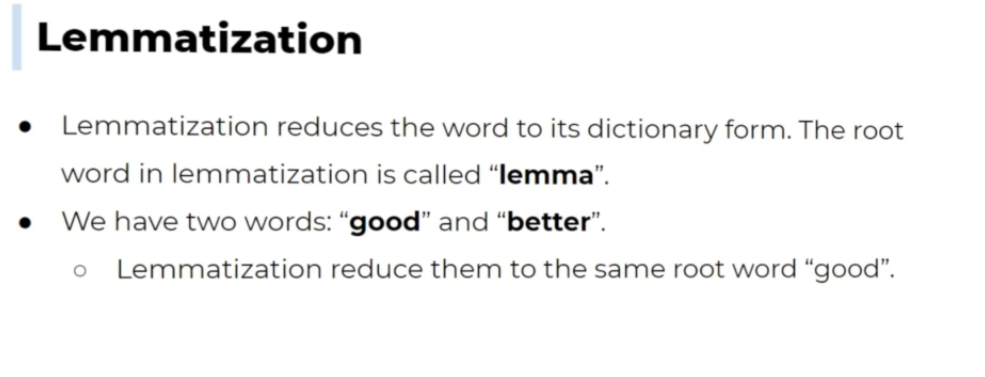 Lemmatization
● Lemmatization reduces the word to its dictionary form. The root
word in lemmatization is called “lemma”.
● We have two words: “good” and “better”.
○ Lemmatization reduce them to the same root word “good”.